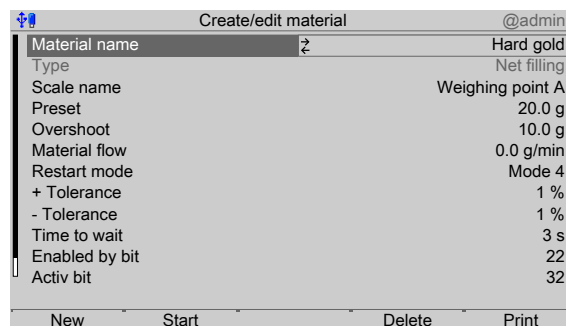 Create/edit material @admin
Material name Hard gold
Type Net filling
Scale name Weighing point A
Preset 20.0 g
Overshoot 10.0 g
Material flow 0.0 g/min
Restart mode Mode 4
+ Tolerance 1 %
- Tolerance 1 %
Time to wait 3 s
Enabled by bit 22
Activ bit 32
New Start Delete Print